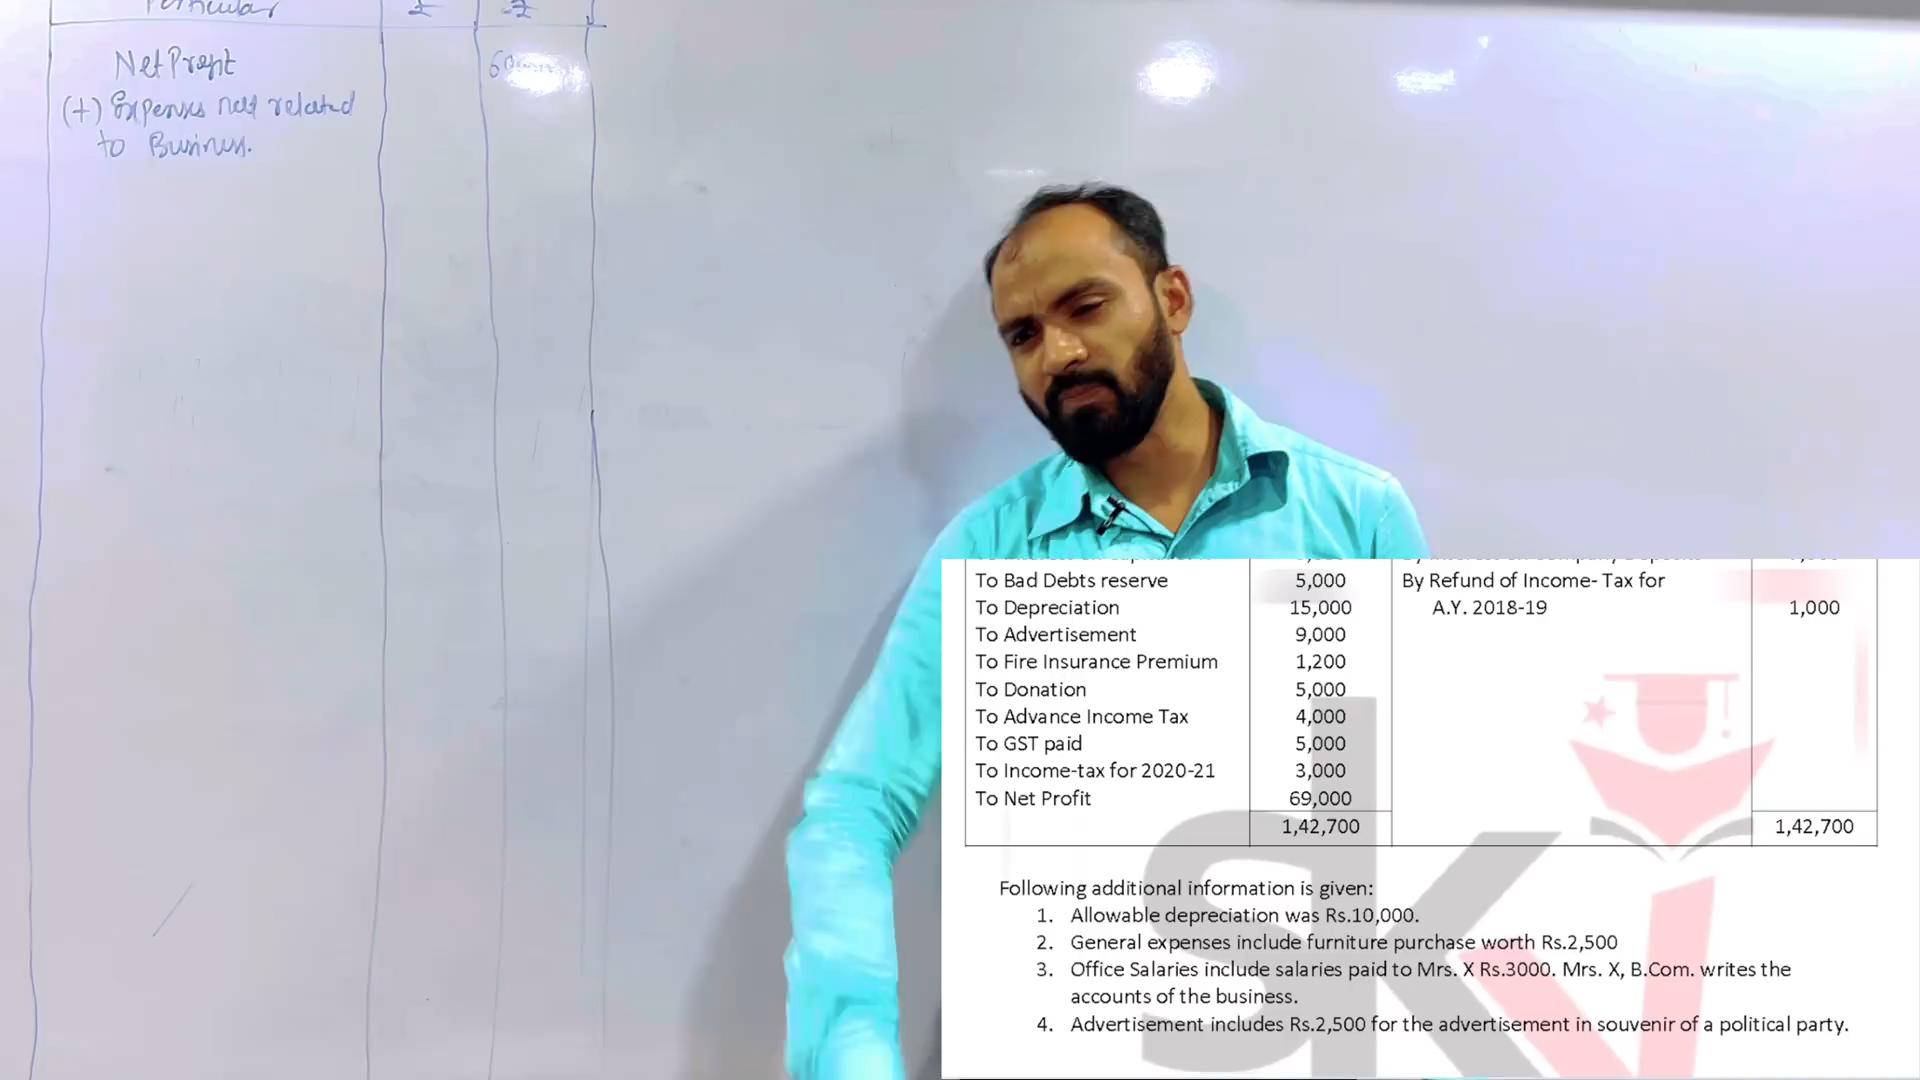 Particular ₹ ₹
Net Profit
(+) Expenses not related
to Business.
To Bad Debts reserve 5,000 By Refund of Income- Tax for
To Depreciation 15,000 A.Y. 2018-19 1,000
To Advertisement 9,000
To Fire Insurance Premium 1,200
To Donation 5,000
To Advance Income Tax 4,000
To GST paid 5,000
To Income-tax for 2020-21 3,000
To Net Profit 69,000
1,42,700 1,42,700
Following additional information is given:
1. Allowable depreciation was Rs.10,000.
2. General expenses include furniture purchase worth Rs.2,500
3. Office Salaries include salaries paid to Mrs. X Rs.3000. Mrs. X, B.Com. writes the
accounts of the business.
4. Advertisement includes Rs.2,500 for the advertisement in souvenir of a political party.
skv